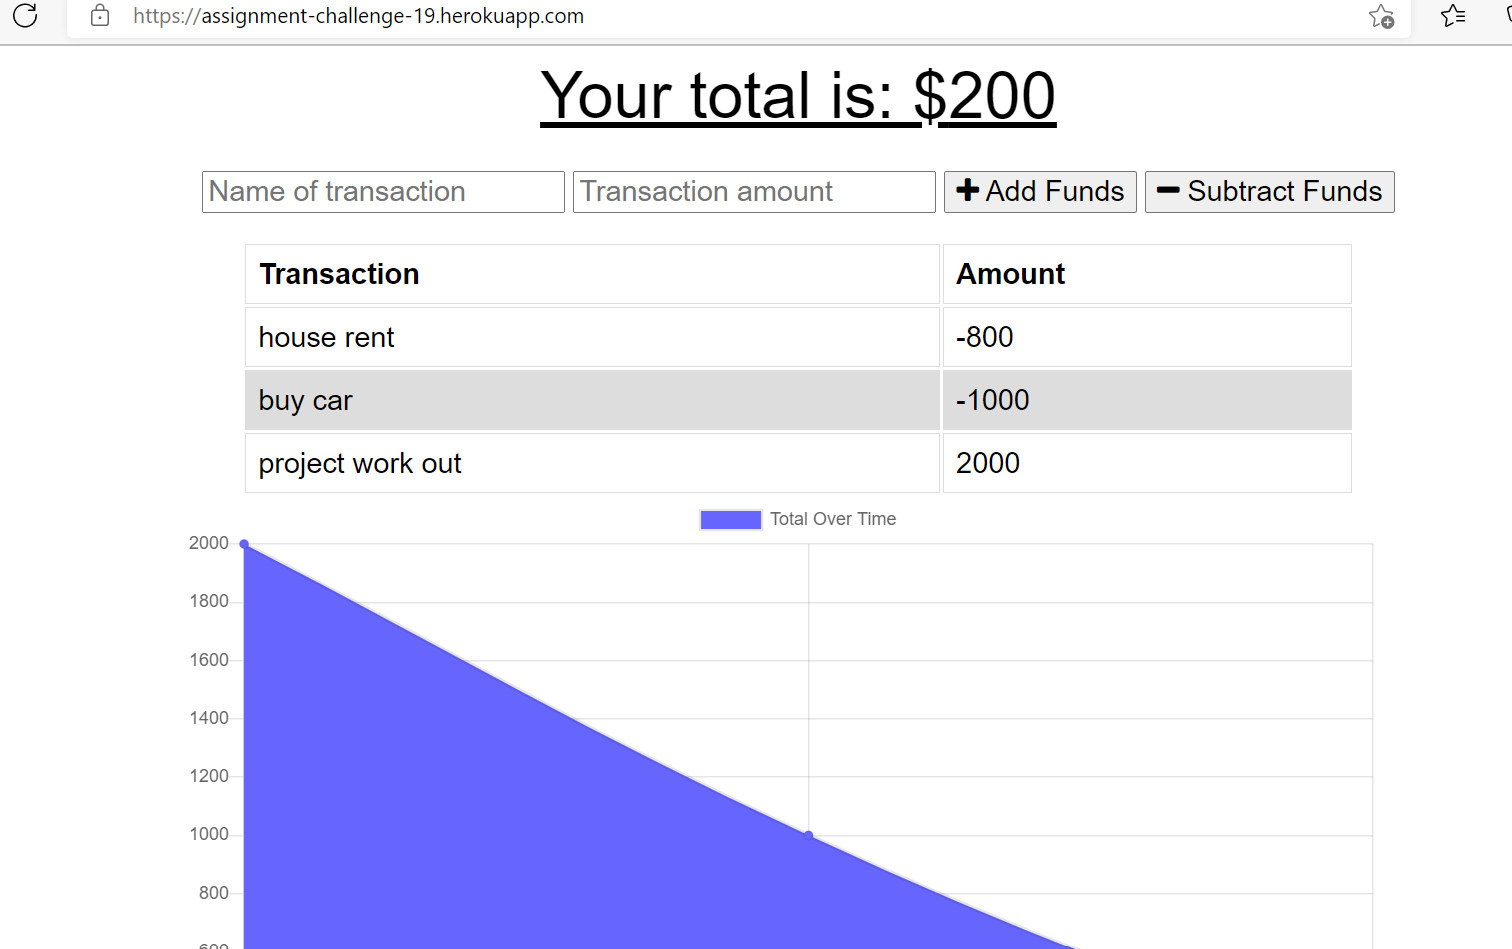 https://assignment-challenge-19.herokuapp.com
Your total is: $200
Name of transaction Transaction amount Add Funds Subtract Funds
Transaction Amount
house rent -800
buy car -1000
project work out 2000
Total Over Time
2000
1800
1600
1400
1200
1000
800